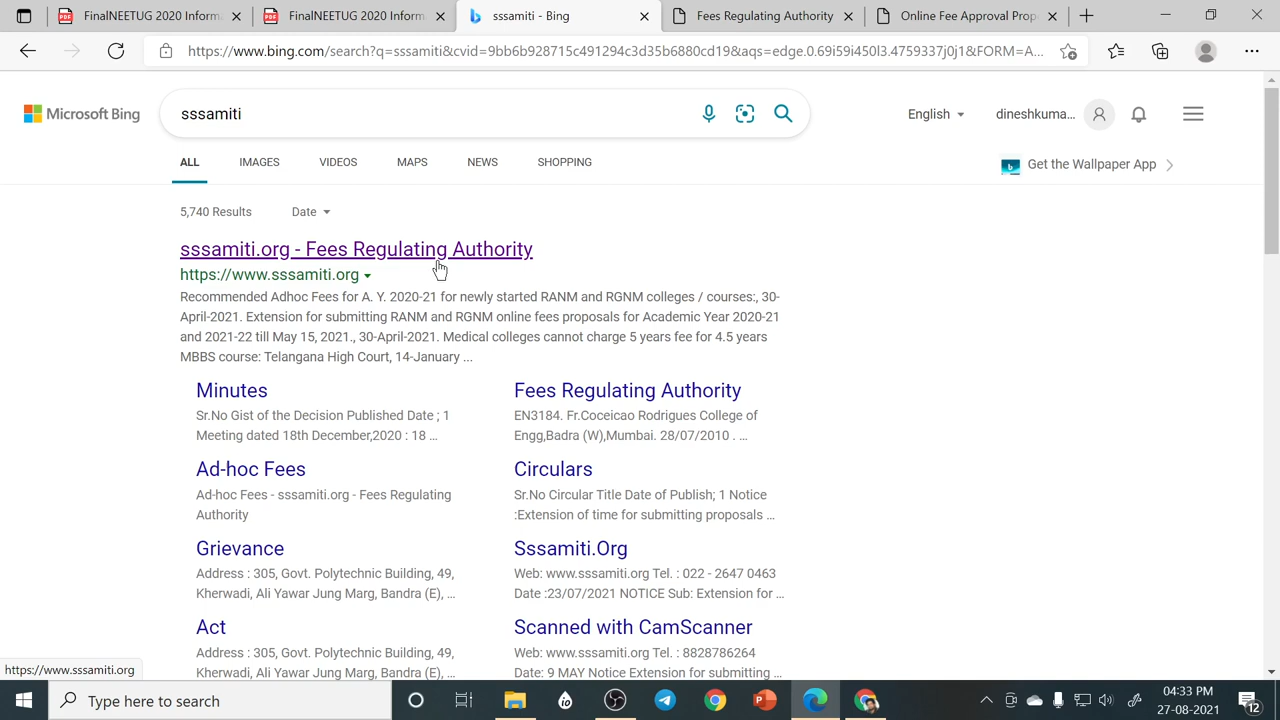 FinalNEETUG 2020 Inform
FinalNEETUG 2020 Inform
sssamiti - Bing
Fees Regulating Authority
Online Fee Approval Prop
https://www.bing.com/search?q=sssamiti&cvid=9bb6b928715c491294c3d35b6880cd19&aqs=edge.0.69i59i450l3.4759337j0j1&FORM=A...
Microsoft Bing
sssamiti
English
dineshkuma...
ALL
IMAGES
VIDEOS
MAPS
NEWS
SHOPPING
Get the Wallpaper App
5,740 Results
Date
sssamiti.org - Fees Regulating Authority
https://www.sssamiti.org
Recommended Adhoc Fees for A. Y. 2020-21 for newly started RANM and RGNM colleges / courses:, 30-
April-2021. Extension for submitting RANM and RGNM online fees proposals for Academic Year 2020-21
and 2021-22 till May 15, 2021., 30-April-2021. Medical colleges cannot charge 5 years fee for 4.5 years
MBBS course: Telangana High Court, 14-January ...
Minutes
Sr.No Gist of the Decision Published Date ; 1
Meeting dated 18th December,2020 : 18 ...
Fees Regulating Authority
EN3184. Fr.Coceicao Rodrigues College of
Engg,Badra (W),Mumbai. 28/07/2010 . ...
Ad-hoc Fees
Ad-hoc Fees - sssamiti.org - Fees Regulating
Authority
Circulars
Sr.No Circular Title Date of Publish; 1 Notice
:Extension of time for submitting proposals ...
Grievance
Address : 305, Govt. Polytechnic Building, 49,
Kherwadi, Ali Yawar Jung Marg, Bandra (E), ...
Sssamiti.Org
Web: www.sssamiti.org Tel. : 022 - 2647 0463
Date :23/07/2021 NOTICE Sub: Extension for ...
Act
Address : 305, Govt. Polytechnic Building, 49,
Kherwadi, Ali Yawar Jung Marg, Bandra (E), ...
Scanned with CamScanner
Web: www.sssamiti.org Tel. : 8828786264
Date: 9 MAY Notice Extension for submitting ...
https://www.sssamiti.org
Type here to search
04:33 PM
27-08-2021
12